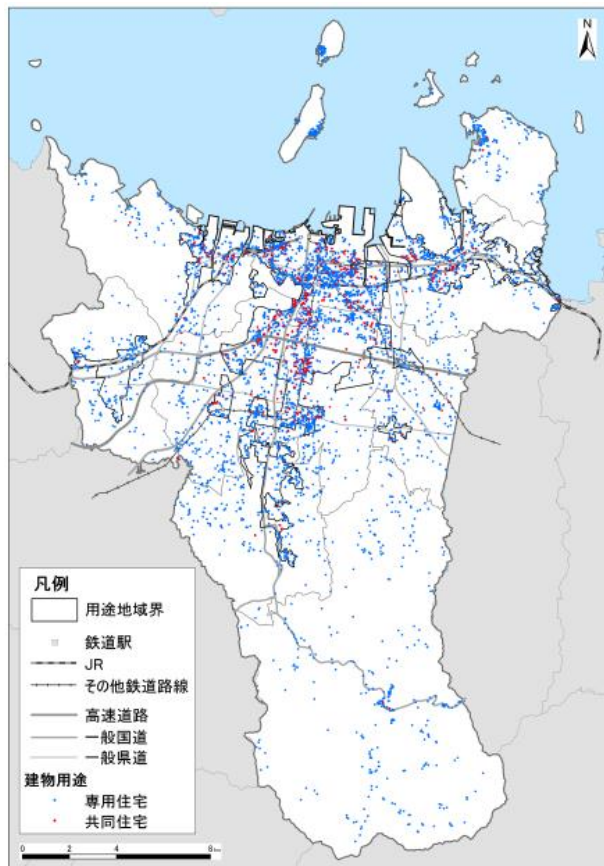 N
凡例
用途地域界
鉄道駅
JR
その他鉄道路線
高速道路
一般国道
一般県道
建物用途
専用住宅
共同住宅
0 2 4 8